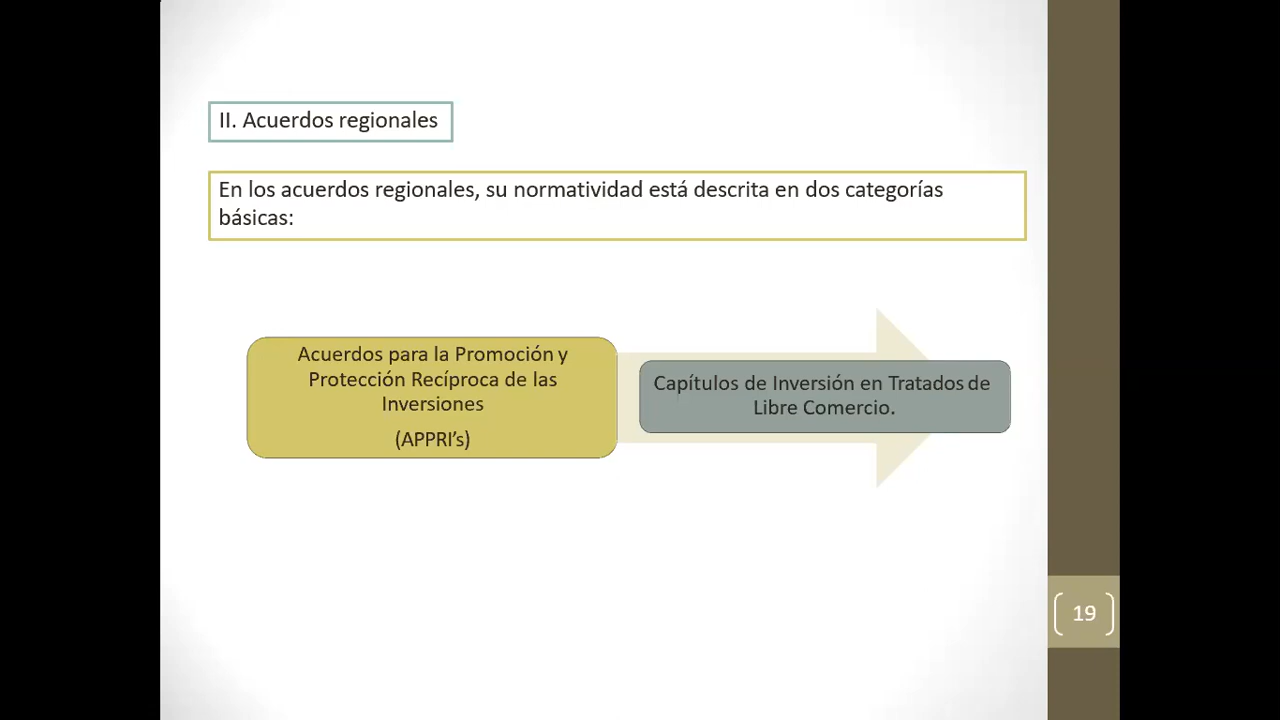 II. Acuerdos regionales
En los acuerdos regionales, su normatividad está descrita en dos categorías
básicas:
Acuerdos para la Promoción y
Protección Recíproca de las
Inversiones
(APPRI’s)
Capítulos de Inversión en Tratados de
Libre Comercio.
19